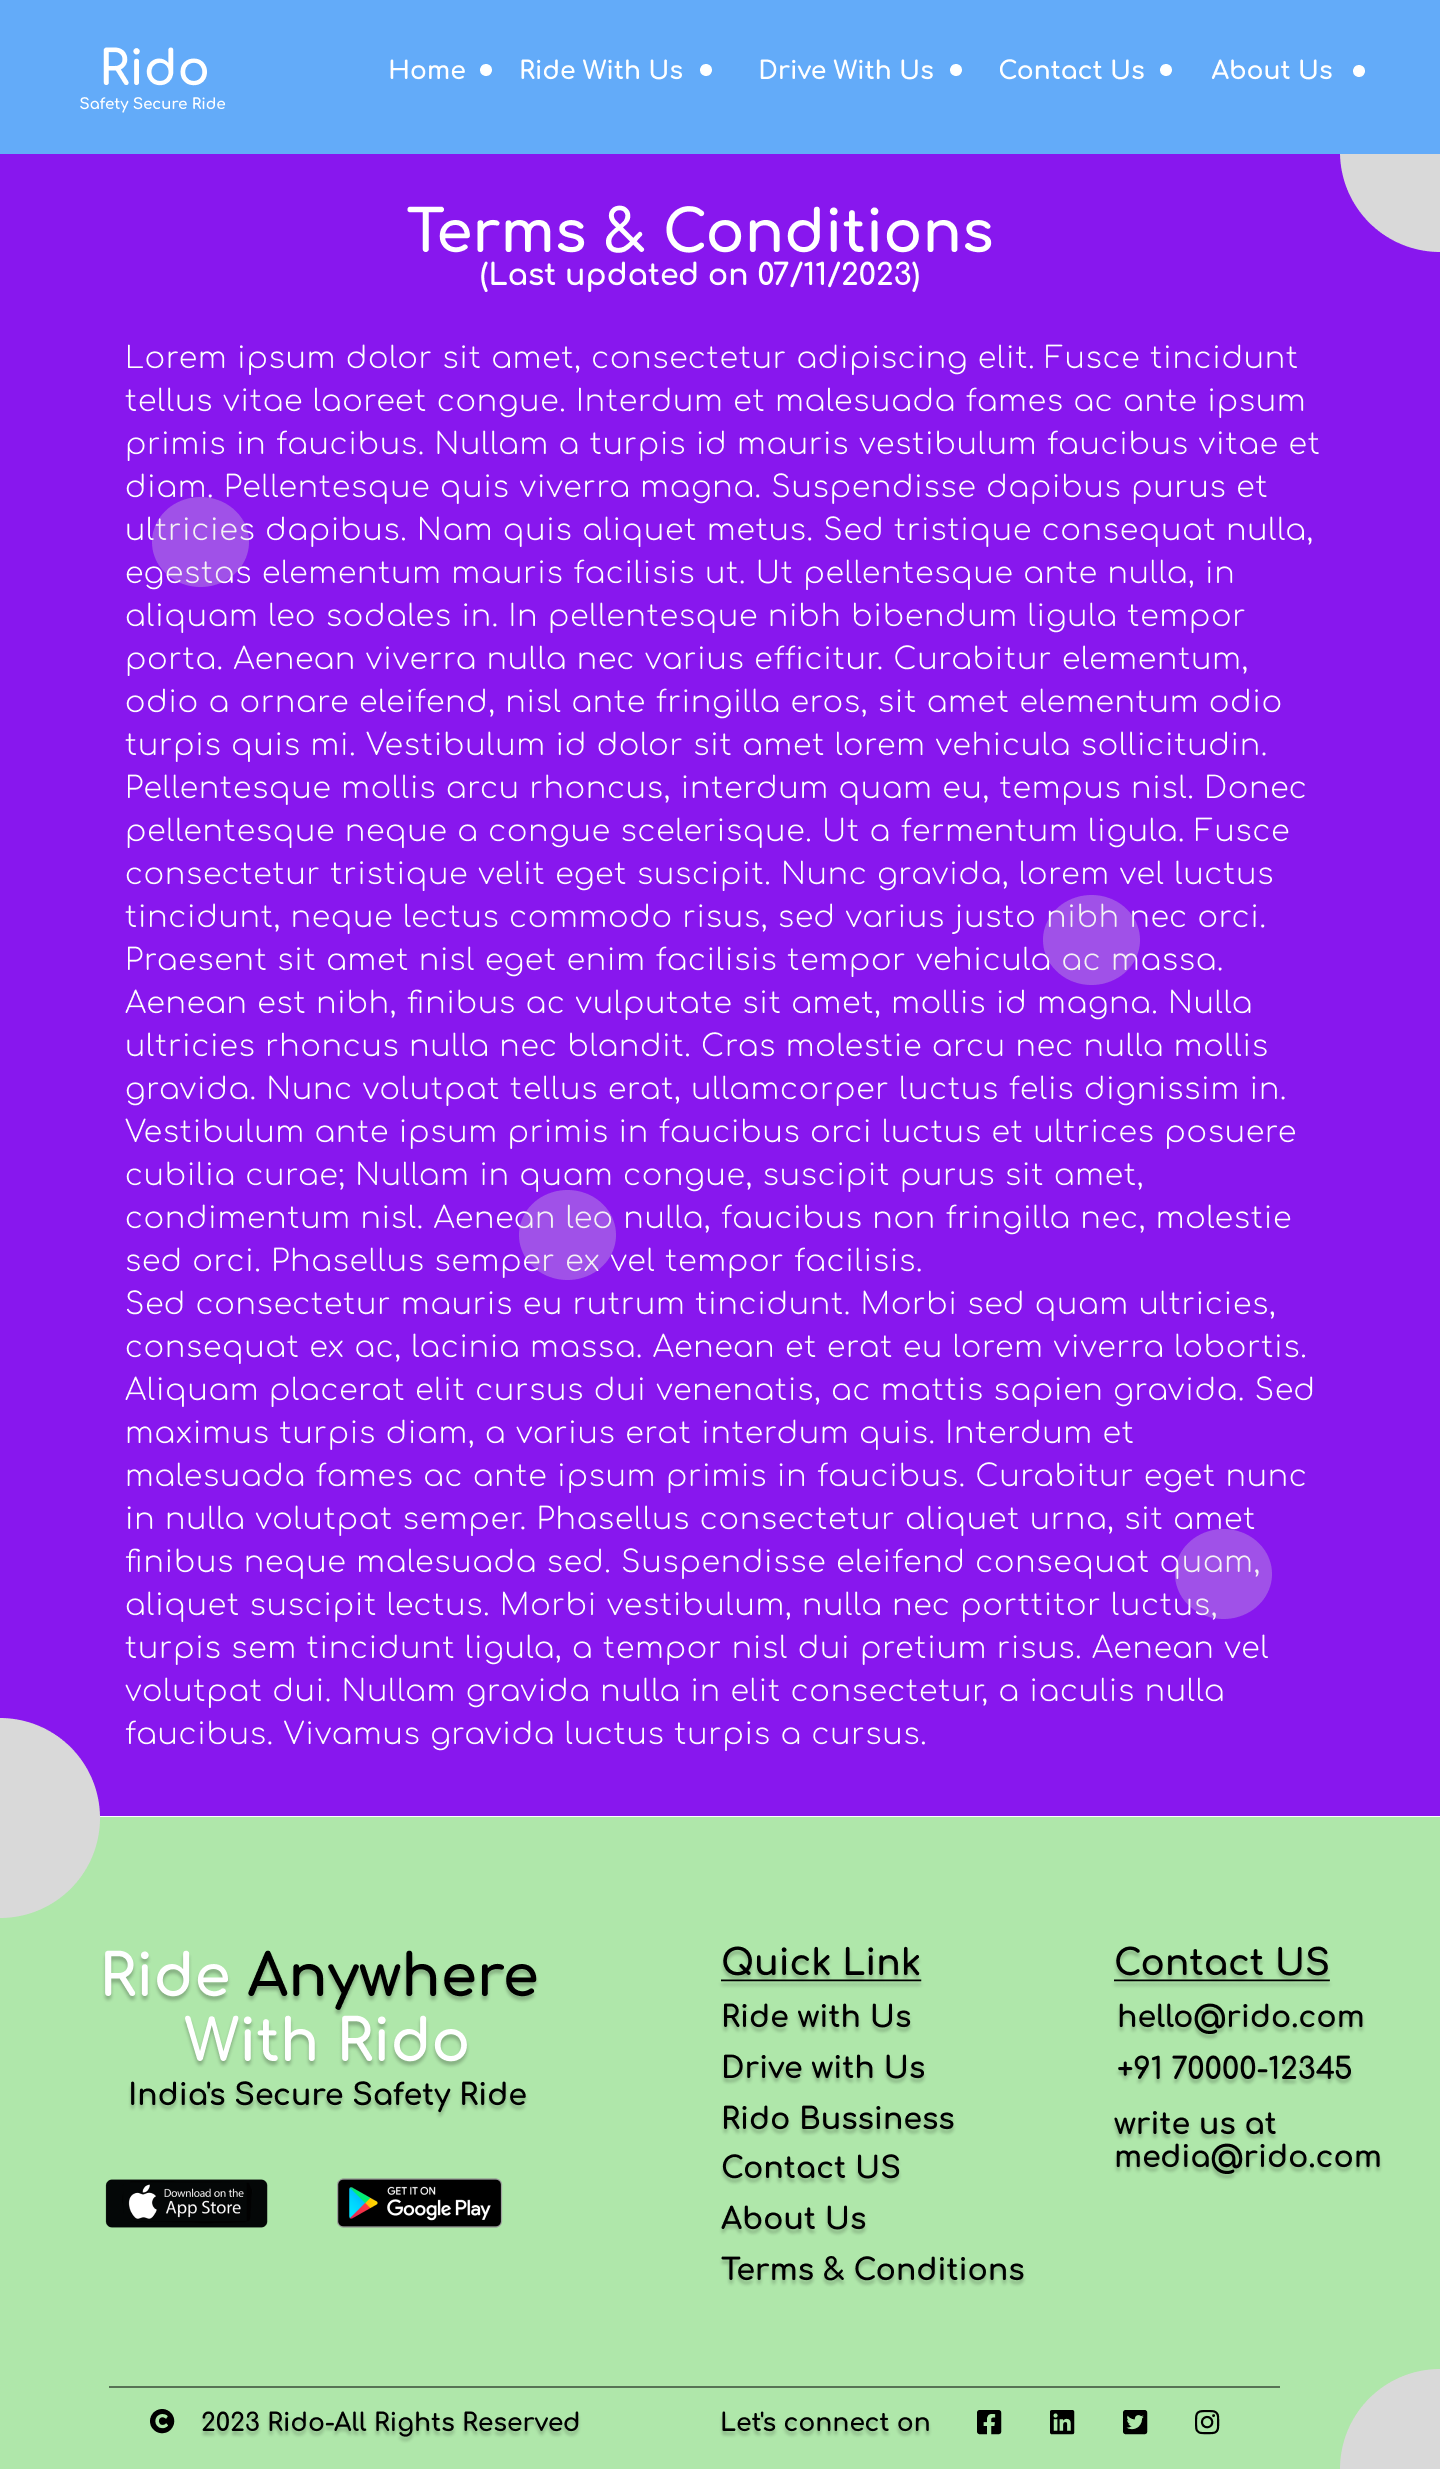 Rido
Safety Secure Ride
Home
Ride With Us
Drive With Us
Contact Us
About Us
Terms & Conditions
(Last updated on 07/11/2023)
Lorem ipsum dolor sit amet, consectetur adipiscing elit. Fusce tincidunt
tellus vitae laoreet congue. Interdum et malesuada fames ac ante ipsum
primis in faucibus. Nullam a turpis id mauris vestibulum faucibus vitae et
diam. Pellentesque quis viverra magna. Suspendisse dapibus purus et
ultricies dapibus. Nam quis aliquet metus. Sed tristique consequat nulla,
egestas elementum mauris facilisis ut. Ut pellentesque ante nulla, in
aliquam leo sodales in. In pellentesque nibh bibendum ligula tempor
porta. Aenean viverra nulla nec varius efficitur. Curabitur elementum,
odio a ornare eleifend, nisl ante fringilla eros, sit amet elementum odio
turpis quis mi. Vestibulum id dolor sit amet lorem vehicula sollicitudin.
Pellentesque mollis arcu rhoncus, interdum quam eu, tempus nisl. Donec
pellentesque neque a congue scelerisque. Ut a fermentum ligula. Fusce
consectetur tristique velit eget suscipit. Nunc gravida, lorem vel luctus
tincidunt, neque lectus commodo risus, sed varius justo nibh nec orci.
Praesent sit amet nisl eget enim facilisis tempor vehicula ac massa.
Aenean est nibh, finibus ac vulputate sit amet, mollis id magna. Nulla
ultricies rhoncus nulla nec blandit. Cras molestie arcu nec nulla mollis
gravida. Nunc volutpat tellus erat, ullamcorper luctus felis dignissim in.
Vestibulum ante ipsum primis in faucibus orci luctus et ultrices posuere
cubilia curae; Nullam in quam congue, suscipit purus sit amet,
condimentum nisl. Aenean leo nulla, faucibus non fringilla nec, molestie
sed orci. Phasellus semper ex vel tempor facilisis.
Sed consectetur mauris eu rutrum tincidunt. Morbi sed quam ultricies,
consequat ex ac, lacinia massa. Aenean et erat eu lorem viverra lobortis.
Aliquam placerat elit cursus dui venenatis, ac mattis sapien gravida. Sed
maximus turpis diam, a varius erat interdum quis. Interdum et
malesuada fames ac ante ipsum primis in faucibus. Curabitur eget nunc
in nulla volutpat semper. Phasellus consectetur aliquet urna, sit amet
finibus neque malesuada sed. Suspendisse eleifend consequat quam,
aliquet suscipit lectus. Morbi vestibulum, nulla nec porttitor luctus,
turpis sem tincidunt ligula, a tempor nisl dui pretium risus. Aenean vel
volutpat dui. Nullam gravida nulla in elit consectetur, a iaculis nulla
faucibus. Vivamus gravida luctus turpis a cursus.
Ride Anywhere
With Rido
India's Secure Safety Ride
Download on the
App Store
GET IT ON
Google Play
Quick Link
Ride with Us
Drive with Us
Rido Bussiness
Contact US
About Us
Terms & Conditions
Contact US
hello@rido.com
+91 70000-12345
write us at
media@rido.com
© 2023 Rido-All Rights Reserved
Let's connect on